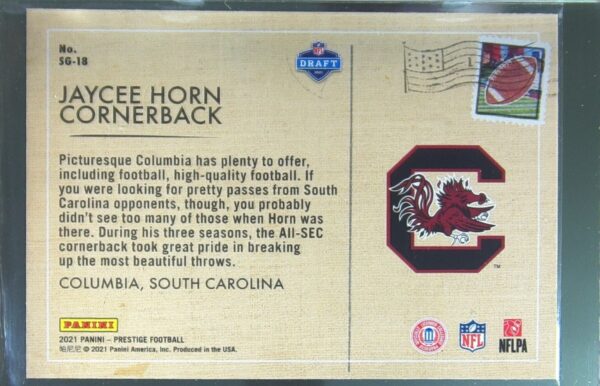 No.
SG-18
NFL
DRAFT
JAYCEE HORN
CORNERBACK
Picturesque Columbia has plenty to offer,
including football, high-quality football. If
you were looking for pretty passes from South
Carolina opponents, though, you probably
didn't see too many of those when Horn was
there. During his three seasons, the All-SEC
cornerback took great pride in breaking
up the most beautiful throws.
COLUMBIA, SOUTH CAROLINA
TM
PANINI
2021 PANINI – PRESTIGE FOOTBALL
帕尼尼 © 2021 Panini America, Inc. Produced in the USA.
NFL
NFLPA